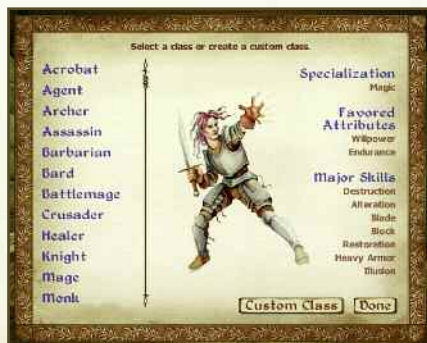 Select a class or create a custom class.
Acrobat
Agent
Archer
Assassin
Barbarian
Bard
Battlemage
Crusader
Healer
Knight
Mage
Monk
Specialization
Magic
Favored
Attributes
Willpower
Endurance
Major Skills
Destruction
Alteration
Blade
Block
Restoration
Heavy Armor
Illusion
Custom Class
Done